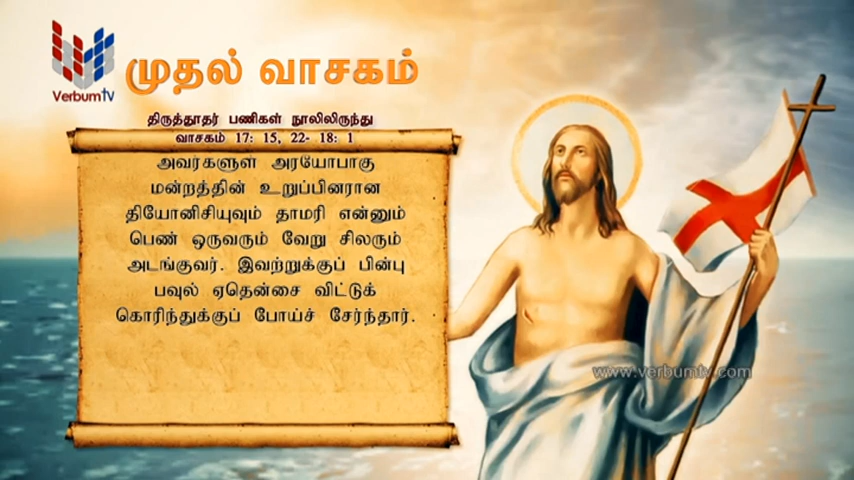 VerbumTV
முதல் வாசகம்
திருத்தூதர் பணிகள் நூலிலிருந்து
வாசகம் 17: 15, 22- 18: 1
அவர்களுள் அரயோபாகு
மன்றத்தின் உறுப்பினரான
தியோனிசியுவும் தாமரி என்னும்
பெண் ஒருவரும் வேறு சிலரும்
அடங்குவர். இவற்றுக்குப் பின்பு
பவுல் ஏதென்சை விட்டுக்
கொரிந்துக்குப் போய்ச் சேர்ந்தார்.
www.verbumtv.com